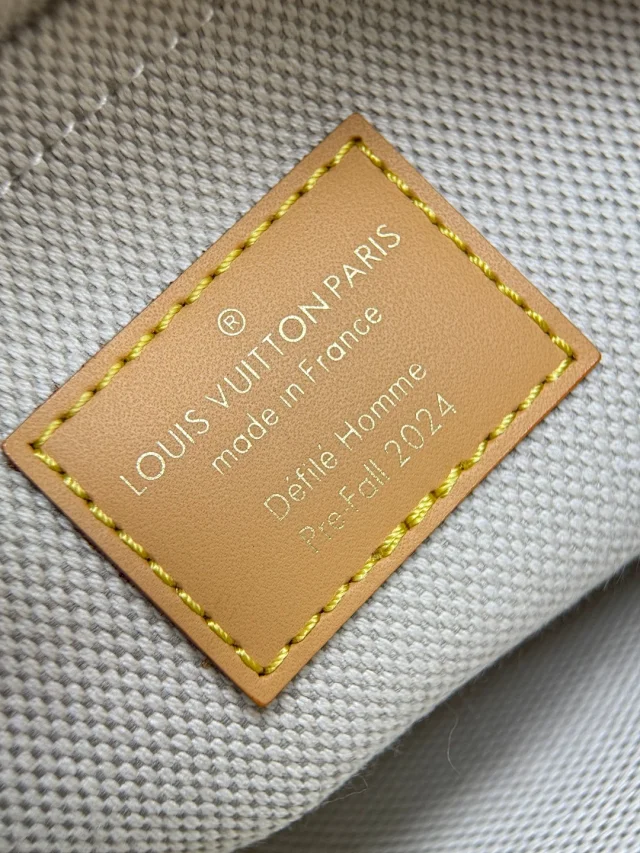 ®
LOUIS VUITTON PARIS
made in France
Défilé Homme
Pre-Fall 2024